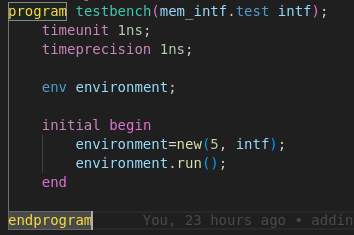 program testbench(mem_intf.test intf);
timeunit 1ns;
timeprecision 1ns;
env environment;
initial begin
environment=new(5, intf);
environment.run();
end
endprogram You, 23 hours ago • addin